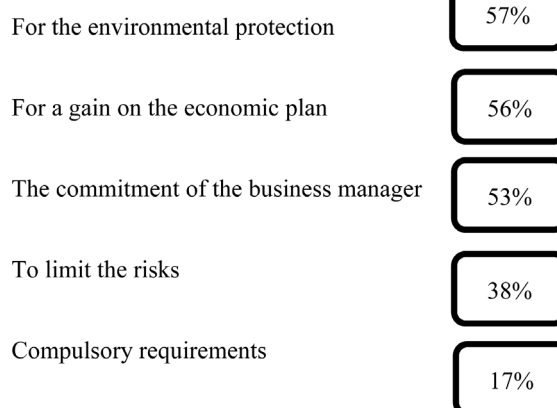 For the environmental protection 57%
For a gain on the economic plan 56%
The commitment of the business manager 53%
To limit the risks 38%
Compulsory requirements 17%